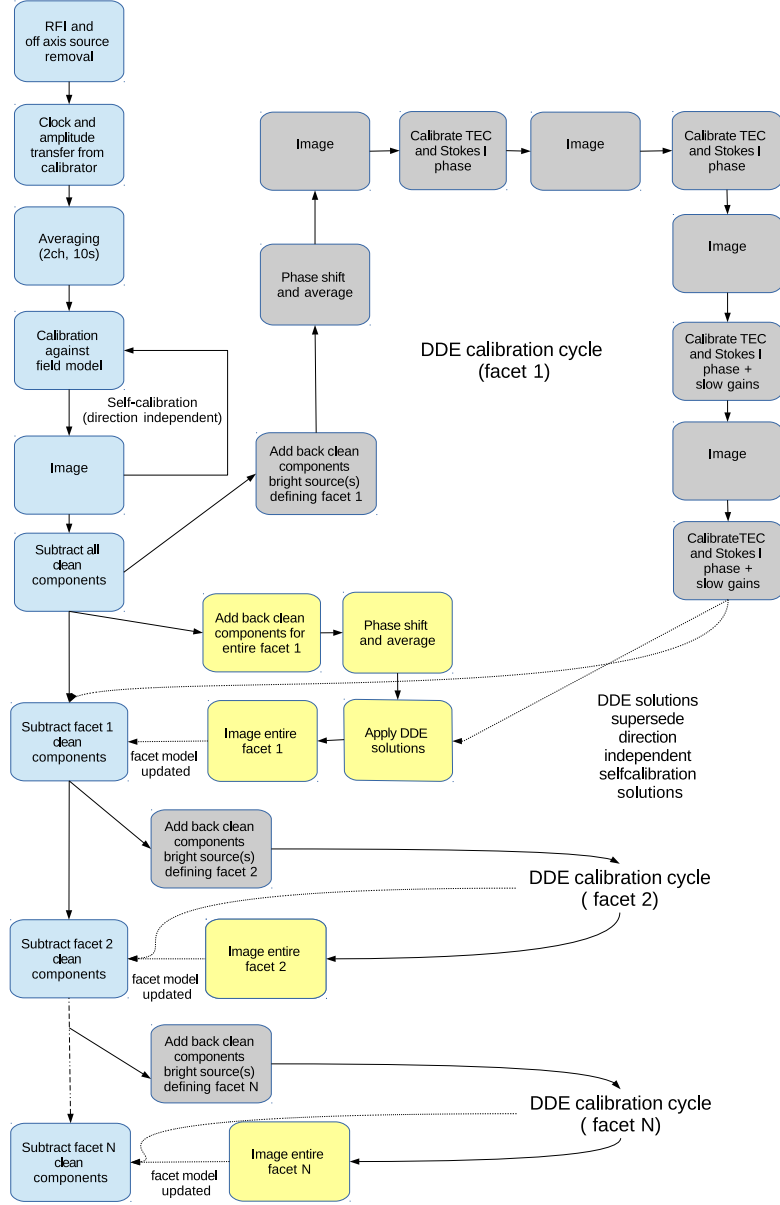 RFI and
off axis source
removal
Clock and
amplitude
transfer from
calibrator
Averaging
(2ch, 10s)
Calibration
against
field model
Self-calibration
(direction independent)
Image
Subtract all
clean
components
Add back clean
components
bright source(s)
defining facet 1
Phase shift
and average
Image
Calibrate TEC
and Stokes I
phase
Image
Calibrate TEC
and Stokes I
phase
Image
Calibrate TEC
and Stokes I
phase +
slow gains
Image
CalibrateTEC
and Stokes I
phase +
slow gains
DDE calibration cycle
(facet 1)
Add back clean
components for
entire facet 1
Phase shift
and average
Apply DDE
solutions
Image entire
facet 1
facet model
updated
Subtract facet 1
clean
components
DDE solutions
supersede
direction
independent
selfcalibration
solutions
Add back clean
components
bright source(s)
defining facet 2
DDE calibration cycle
( facet 2)
Image entire
facet 2
facet model
updated
Subtract facet 2
clean
components
Add back clean
components
bright source(s)
defining facet N
DDE calibration cycle
( facet N)
Image entire
facet N
facet model
updated
Subtract facet N
clean
components